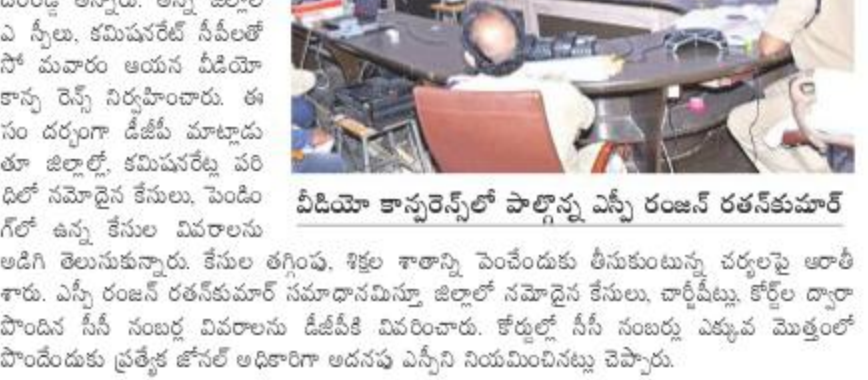 అన్నారు. అన్ని జిల్లాల
ఎ స్పీలు, కమిషనరేట్ సీపీలతో
సో మవారం ఆయన వీడియో
కాన్ఫ రెన్స్ నిర్వహించారు. ఈ
సం దర్భంగా డీజీపీ మాట్లాడు
తూ జిల్లాల్లో, కమిషనరేట్ల పరి
ధిలో నమోదైన కేసులు, పెండిం
గ్‌లో ఉన్న కేసుల వివరాలను
వీడియో కాన్ఫరెన్స్‌లో పాల్గొన్న ఎస్పీ రంజన్ రతన్‌కుమార్
అడిగి తెలుసుకున్నారు. కేసుల తగ్గింపు, శిక్షల శాతాన్ని పెంచేందుకు తీసుకుంటున్న చర్యలపై ఆరాతీ
శారు. ఎస్పీ రంజన్ రతన్‌కుమార్ సమాధానమిస్తూ జిల్లాలో నమోదైన కేసులు, చార్జీషీట్లు, కోర్ట్‌ల ద్వారా
పొందిన సీసీ నంబర్ల వివరాలను డీజీపీకి వివరించారు. కోర్టుల్లో సీసీ నంబర్లు ఎక్కువ మొత్తంలో
పొందేందుకు ప్రత్యేక జోనల్ అధికారిగా అదనపు ఎస్పీని నియమించినట్లు చెప్పారు.